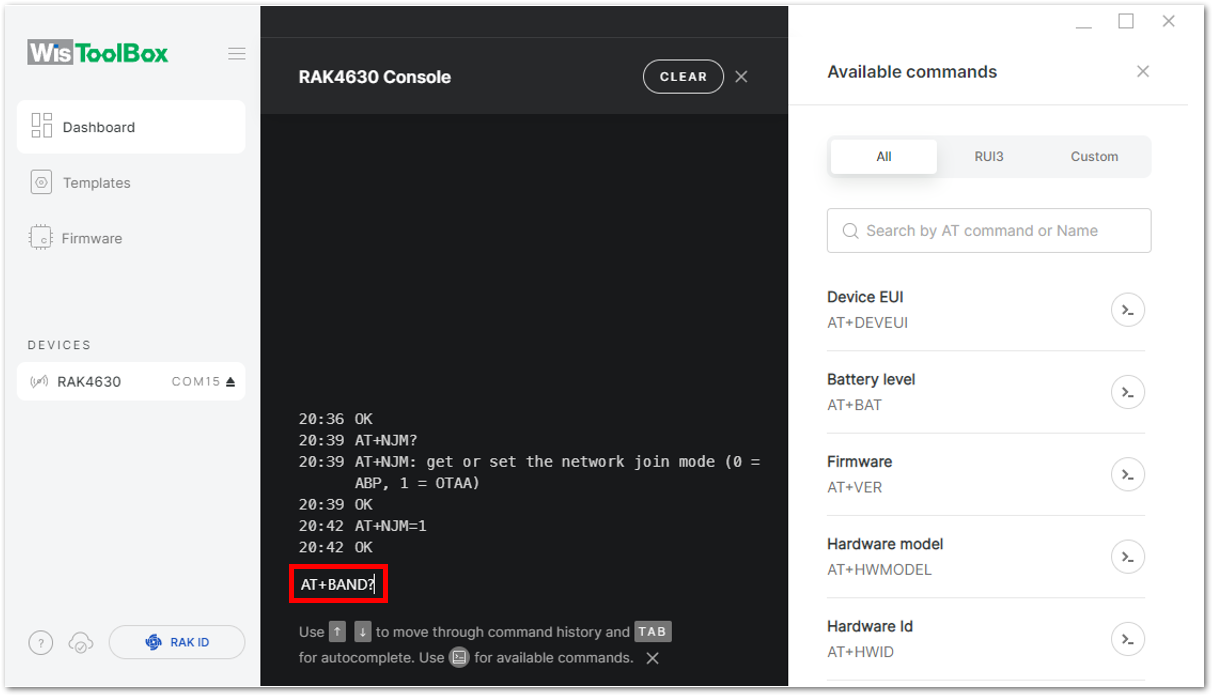 WisToolBox
Dashboard
Templates
Firmware
DEVICES
RAK4630 COM15
? RAK ID
RAK4630 Console CLEAR
20:36 OK
20:39 AT+NJM?
20:39 AT+NJM: get or set the network join mode (0 =
ABP, 1 = OTAA)
20:39 OK
20:42 AT+NJM=1
20:42 OK
AT+BAND?
Use ↑ ↓ to move through command history and TAB
for autocomplete. Use for available commands.
Available commands
All RUI3 Custom
Search by AT command or Name
Device EUI
AT+DEVEUI
Battery level
AT+BAT
Firmware
AT+VER
Hardware model
AT+HWMODEL
Hardware Id
AT+HWID